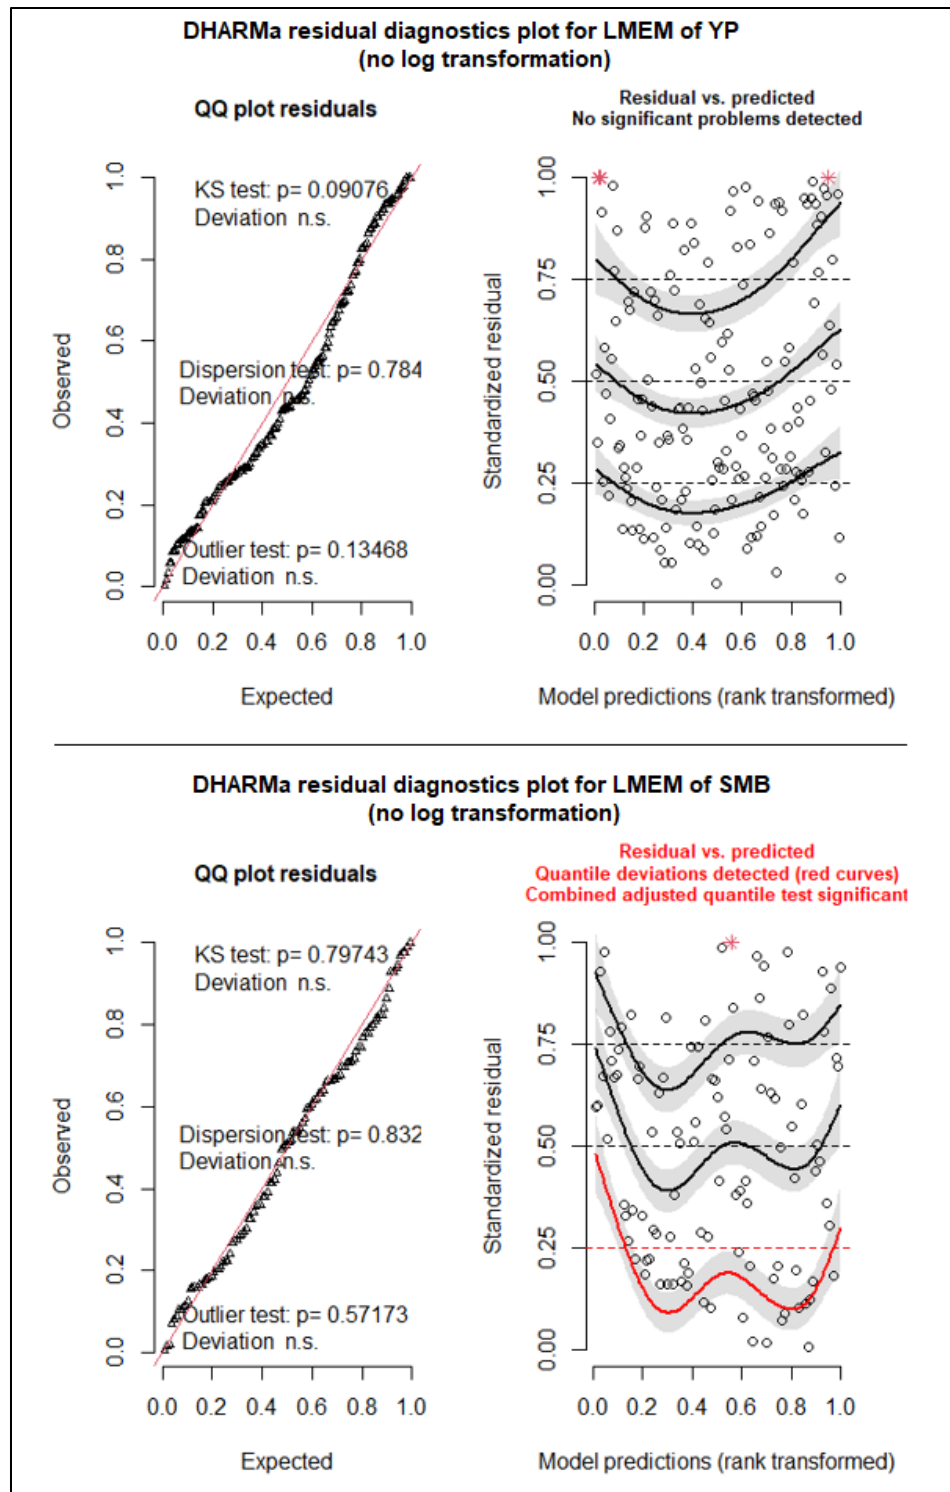 DHARMa residual diagnostics plot for LMEM of YP
(no log transformation)
QQ plot residuals
KS test: p= 0.09076
Deviation n.s.
Dispersion test: p= 0.784
Deviation n.s.
Outlier test: p= 0.13468
Deviation n.s.
Observed
0.0 0.2 0.4 0.6 0.8 1.0
0.0 0.2 0.4 0.6 0.8 1.0
Expected
Residual vs. predicted
No significant problems detected
Standardized residual
0.00 0.25 0.50 0.75 1.00
0.0 0.2 0.4 0.6 0.8 1.0
Model predictions (rank transformed)
DHARMa residual diagnostics plot for LMEM of SMB
(no log transformation)
QQ plot residuals
KS test: p= 0.79743
Deviation n.s.
Dispersion test: p= 0.832
Deviation n.s.
Outlier test: p= 0.57173
Deviation n.s.
Observed
0.0 0.2 0.4 0.6 0.8 1.0
0.0 0.2 0.4 0.6 0.8 1.0
Expected
Residual vs. predicted
Quantile deviations detected (red curves)
Combined adjusted quantile test significant
Standardized residual
0.00 0.25 0.50 0.75 1.00
0.0 0.2 0.4 0.6 0.8 1.0
Model predictions (rank transformed)